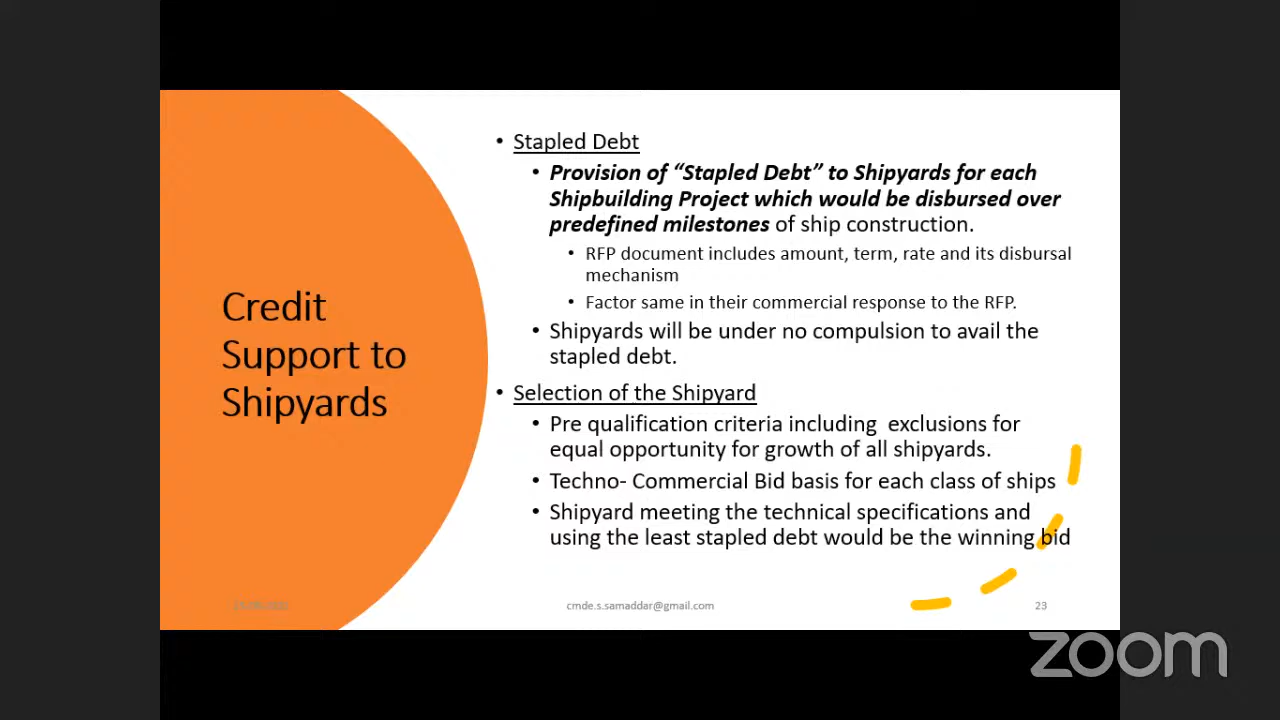 Credit
Support to
Shipyards
• Stapled Debt
• Provision of “Stapled Debt” to Shipyards for each
Shipbuilding Project which would be disbursed over
predefined milestones of ship construction.
• RFP document includes amount, term, rate and its disbursal
mechanism
• Factor same in their commercial response to the RFP.
• Shipyards will be under no compulsion to avail the
stapled debt.
• Selection of the Shipyard
• Pre qualification criteria including  exclusions for
equal opportunity for growth of all shipyards.
• Techno- Commercial Bid basis for each class of ships
• Shipyard meeting the technical specifications and
using the least stapled debt would be the winning bid
cmde.s.samaddar@gmail.com
23
zoom